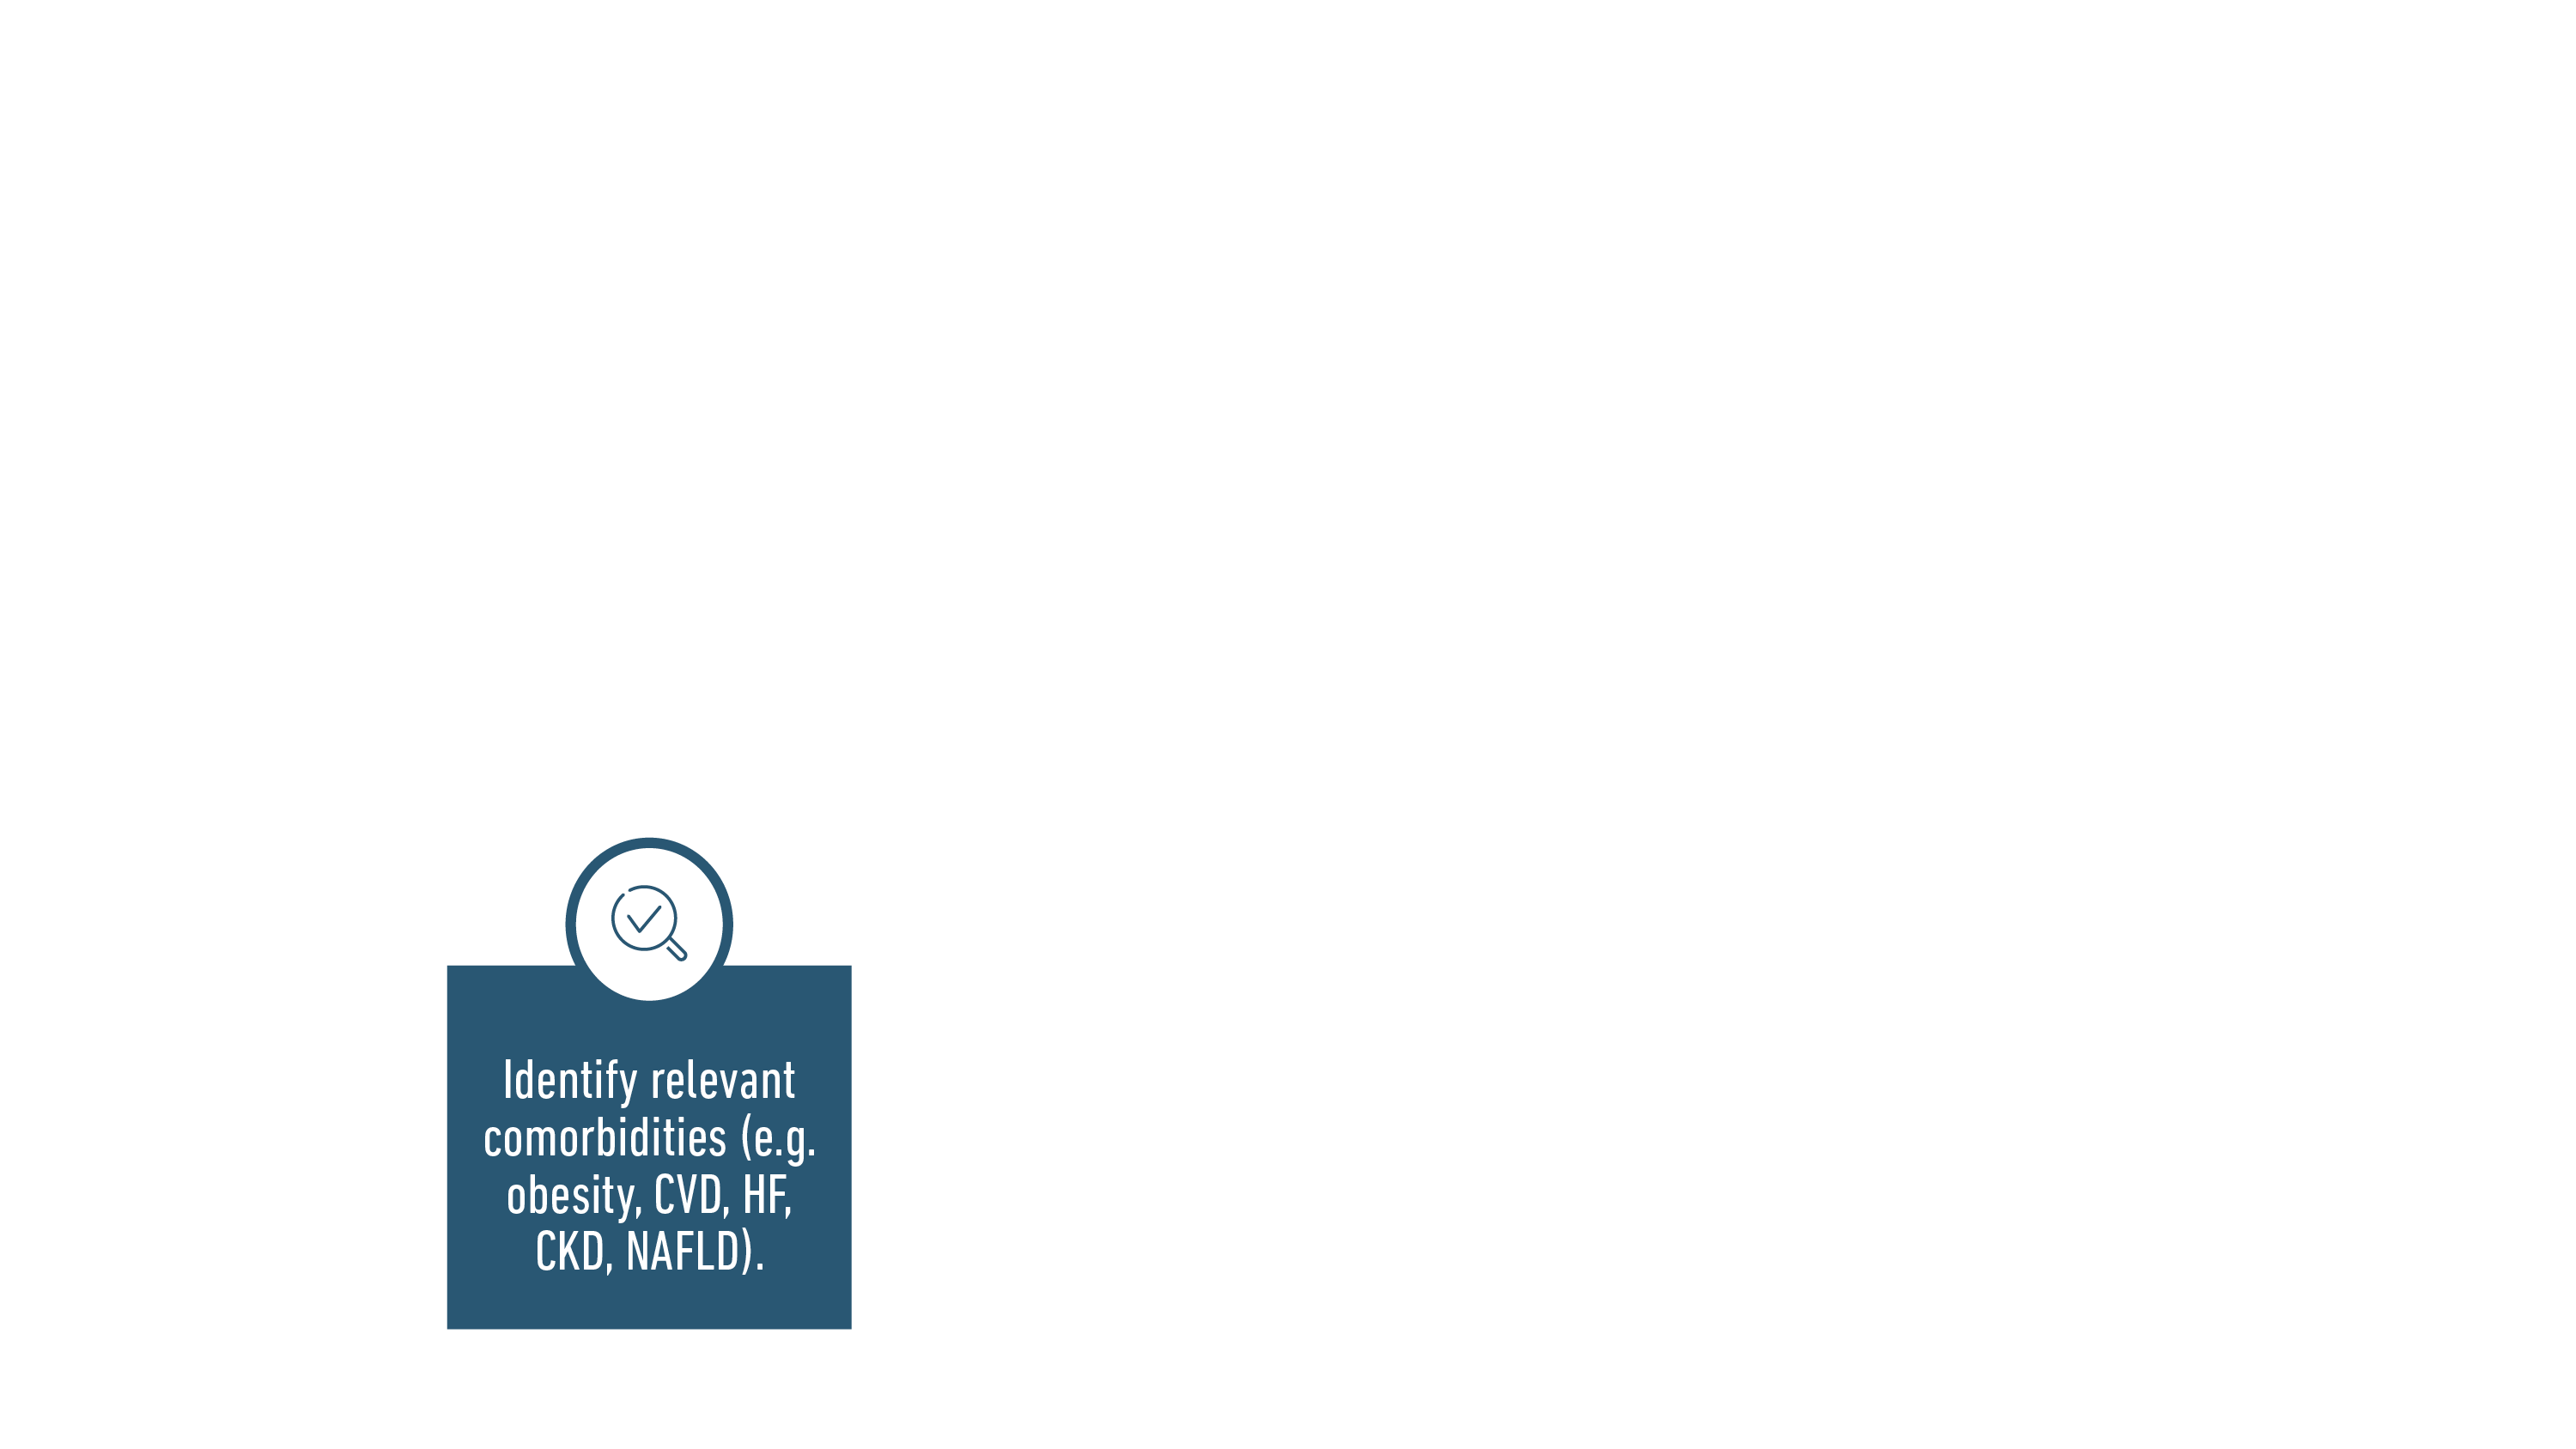 Identify relevant
comorbidities (e.g.
obesity, CVD, HF,
CKD, NAFLD).